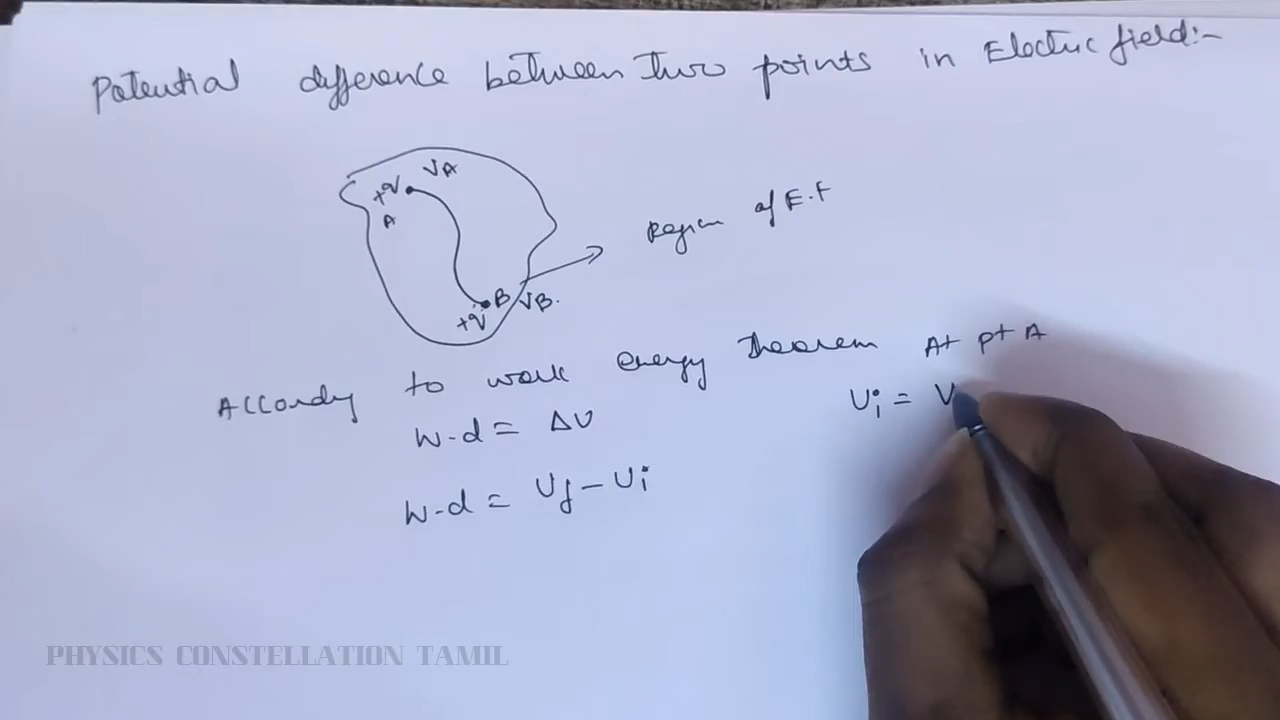 Potential difference between two points in Electric field:-
+q VA
A
B VB.
+q
Region of E.F
Accordy to work energy theorem At pt A
W.d = ΔU
Ui = V
W.d = Uf - Ui
PHYSICS CONSTELLATION TAMIL